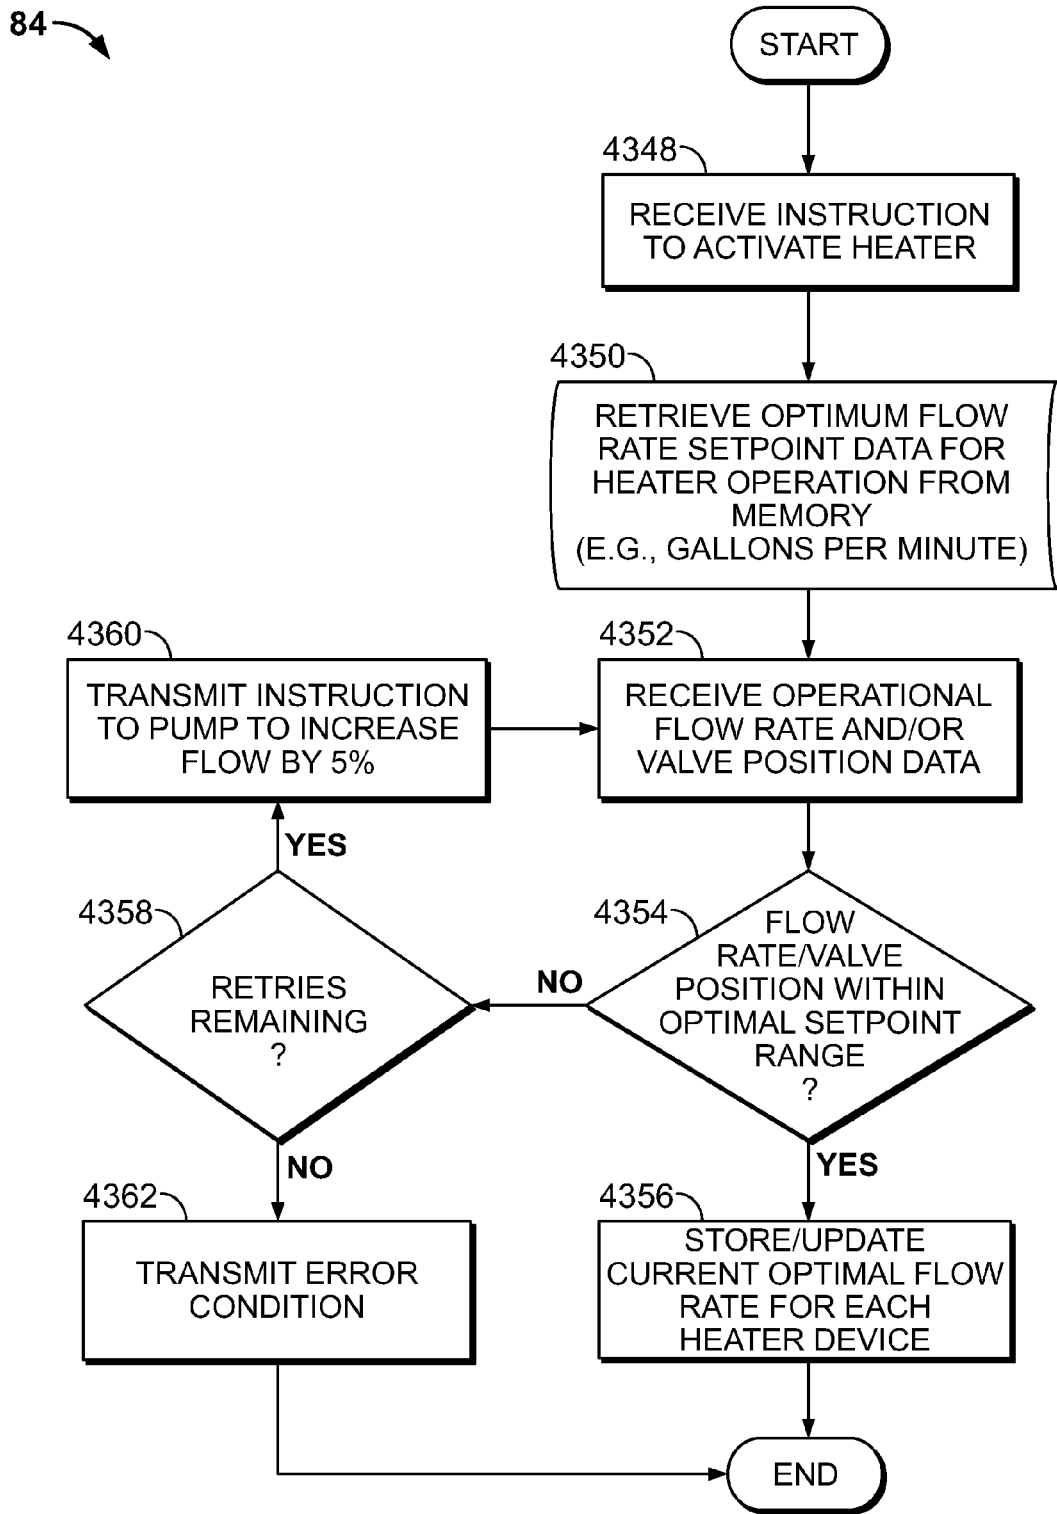 84
START
4348
RECEIVE INSTRUCTION
TO ACTIVATE HEATER
4350
RETRIEVE OPTIMUM FLOW
RATE SETPOINT DATA FOR
HEATER OPERATION FROM
MEMORY
(E.G., GALLONS PER MINUTE)
4360
TRANSMIT INSTRUCTION
TO PUMP TO INCREASE
FLOW BY 5%
4352
RECEIVE OPERATIONAL
FLOW RATE AND/OR
VALVE POSITION DATA
YES
4358
RETRIES
REMAINING
?
NO
4354
FLOW
RATE/VALVE
POSITION WITHIN
OPTIMAL SETPOINT
RANGE
?
NO
YES
4362
TRANSMIT ERROR
CONDITION
4356
STORE/UPDATE
CURRENT OPTIMAL FLOW
RATE FOR EACH
HEATER DEVICE
END